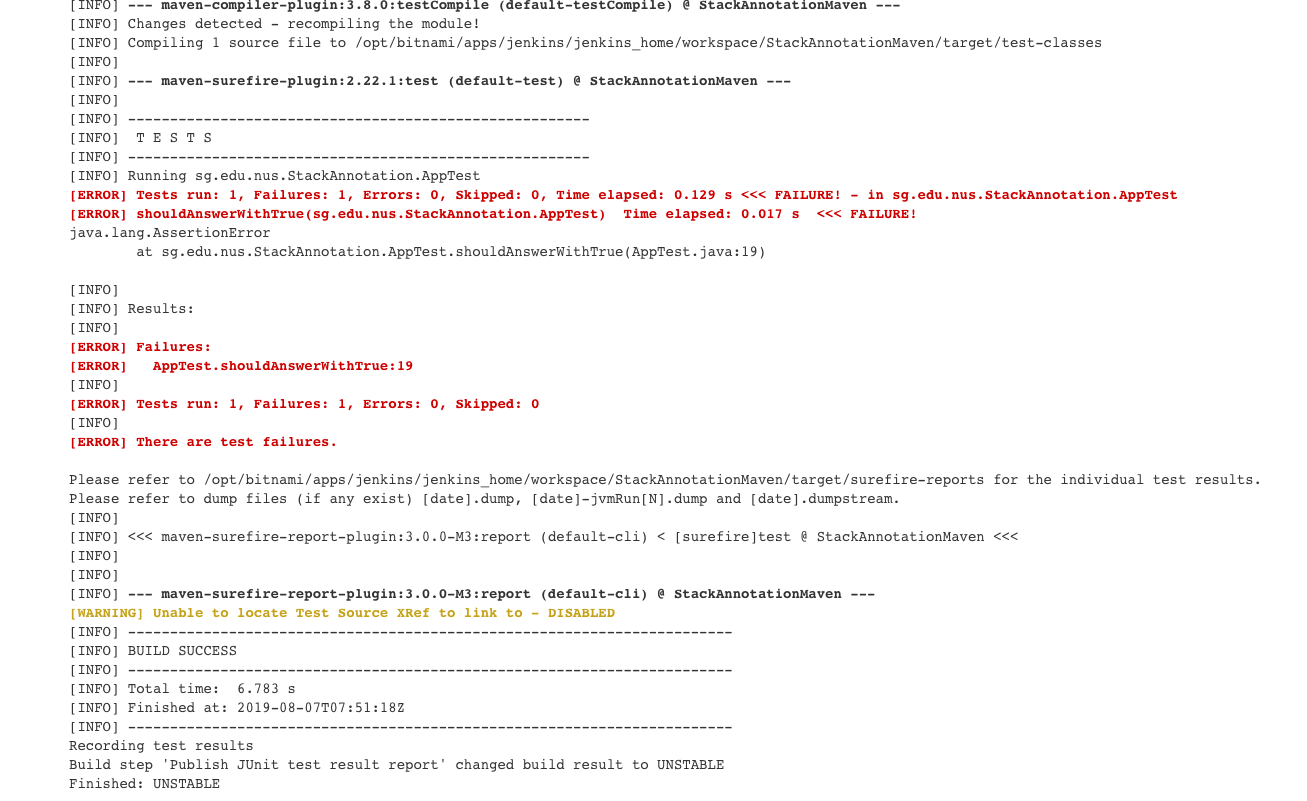 [INFO] --- maven-compiler-plugin:3.8.0:testCompile (default-testCompile) @ StackAnnotationMaven ---
[INFO] Changes detected - recompiling the module!
[INFO] Compiling 1 source file to /opt/bitnami/apps/jenkins/jenkins_home/workspace/StackAnnotationMaven/target/test-classes
[INFO]
[INFO] --- maven-surefire-plugin:2.22.1:test (default-test) @ StackAnnotationMaven ---
[INFO]
[INFO] -------------------------------------------------------
[INFO]  T E S T S
[INFO] -------------------------------------------------------
[INFO] Running sg.edu.nus.StackAnnotation.AppTest
[ERROR] Tests run: 1, Failures: 1, Errors: 0, Skipped: 0, Time elapsed: 0.129 s <<< FAILURE! - in sg.edu.nus.StackAnnotation.AppTest
[ERROR] shouldAnswerWithTrue(sg.edu.nus.StackAnnotation.AppTest)  Time elapsed: 0.017 s  <<< FAILURE!
java.lang.AssertionError
        at sg.edu.nus.StackAnnotation.AppTest.shouldAnswerWithTrue(AppTest.java:19)
[INFO]
[INFO] Results:
[INFO]
[ERROR] Failures:
[ERROR]   AppTest.shouldAnswerWithTrue:19
[INFO]
[ERROR] Tests run: 1, Failures: 1, Errors: 0, Skipped: 0
[INFO]
[ERROR] There are test failures.
Please refer to /opt/bitnami/apps/jenkins/jenkins_home/workspace/StackAnnotationMaven/target/surefire-reports for the individual test results.
Please refer to dump files (if any exist) [date].dump, [date]-jvmRun[N].dump and [date].dumpstream.
[INFO]
[INFO] <<< maven-surefire-report-plugin:3.0.0-M3:report (default-cli) < [surefire]test @ StackAnnotationMaven <<<
[INFO]
[INFO]
[INFO] --- maven-surefire-report-plugin:3.0.0-M3:report (default-cli) @ StackAnnotationMaven ---
[WARNING] Unable to locate Test Source XRef to link to - DISABLED
[INFO] ------------------------------------------------------------------------
[INFO] BUILD SUCCESS
[INFO] ------------------------------------------------------------------------
[INFO] Total time:  6.783 s
[INFO] Finished at: 2019-08-07T07:51:18Z
[INFO] ------------------------------------------------------------------------
Recording test results
Build step 'Publish JUnit test result report' changed build result to UNSTABLE
Finished: UNSTABLE